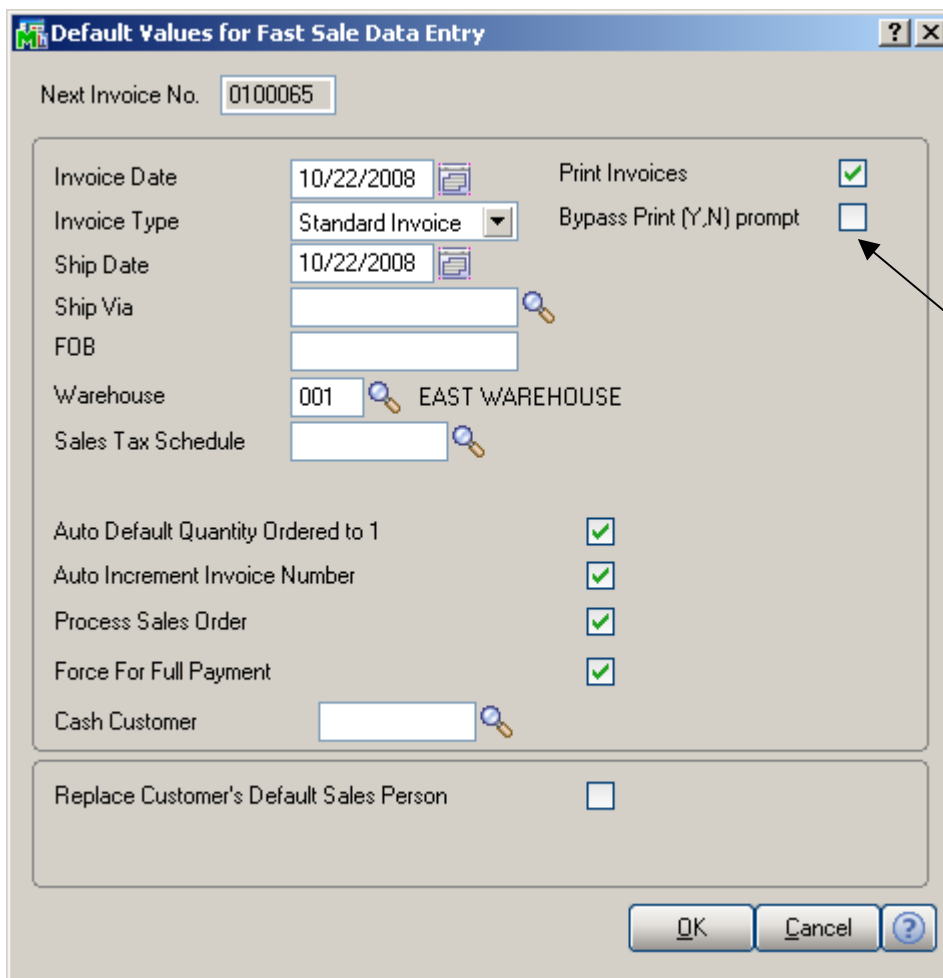 Default Values for Fast Sale Data Entry
Next Invoice No. 0100065
Invoice Date 10/22/2008 Print Invoices
Invoice Type Standard Invoice Bypass Print (Y,N) prompt
Ship Date 10/22/2008
Ship Via
FOB
Warehouse 001 EAST WAREHOUSE
Sales Tax Schedule
Auto Default Quantity Ordered to 1
Auto Increment Invoice Number
Process Sales Order
Force For Full Payment
Cash Customer
Replace Customer's Default Sales Person
OK Cancel ?